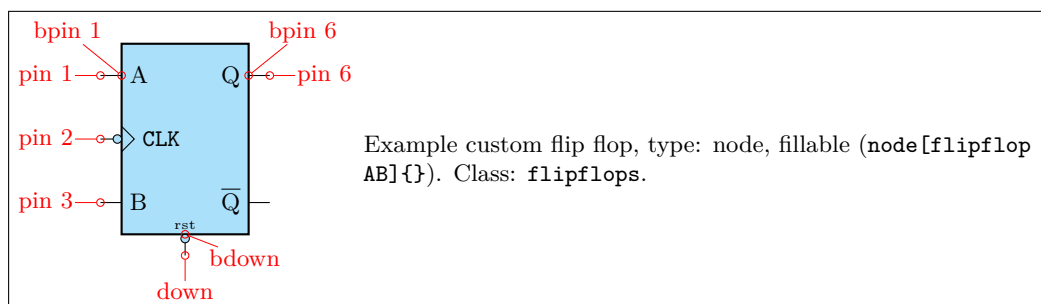 bpin 1
bpin 6
pin 1
A
Q
pin 6
pin 2
CLK
Example custom flip flop, type: node, fillable (node[flipflop
AB]{}). Class: flipflops.
pin 3
B
Q̅
rst
bdown
down